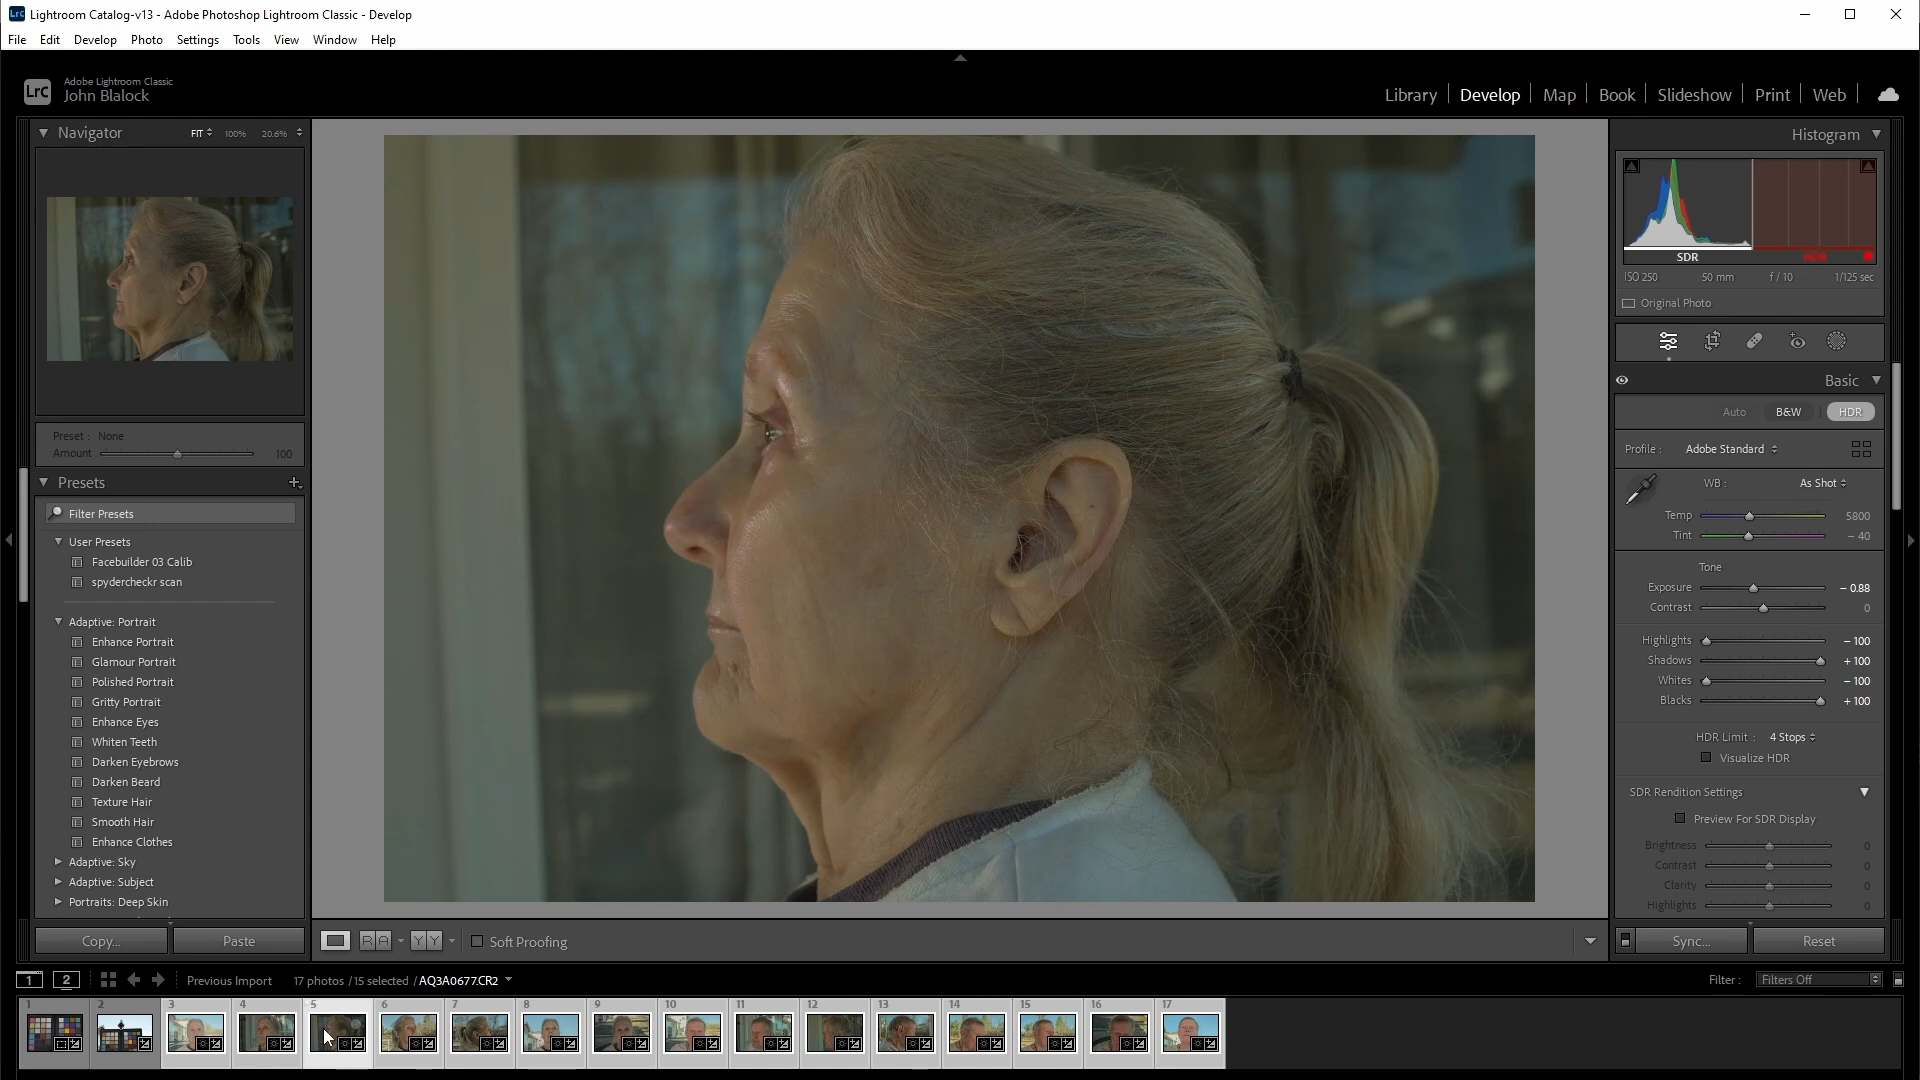 Lightroom Catalog-v13 - Adobe Photoshop Lightroom Classic - Develop
File Edit Develop Photo Settings Tools View Window Help
LrC Adobe Lightroom Classic
John Blalock
Library Develop Map Book Slideshow Print Web
Navigator FIT 100% 20.6%
Preset : None
Amount 100
Presets
Filter Presets
User Presets
Facebuilder 03 Calib
spydercheckr scan
Adaptive: Portrait
Enhance Portrait
Glamour Portrait
Polished Portrait
Gritty Portrait
Enhance Eyes
Whiten Teeth
Darken Eyebrows
Darken Beard
Texture Hair
Smooth Hair
Enhance Clothes
Adaptive: Sky
Adaptive: Subject
Portraits: Deep Skin
Copy... Paste
R A Y Y Soft Proofing
Histogram
SDR HDR
ISO 250 50 mm f / 10 1/125 sec
Original Photo
Basic
Auto B&W HDR
Profile : Adobe Standard
WB : As Shot
Temp 5800
Tint – 40
Tone
Exposure – 0.88
Contrast 0
Highlights – 100
Shadows + 100
Whites – 100
Blacks + 100
HDR Limit : 4 Stops
Visualize HDR
SDR Rendition Settings
Preview For SDR Display
Brightness 0
Contrast 0
Clarity 0
Highlights 0
Sync... Reset
1 2 Previous Import 17 photos /15 selected /AQ3A0677.CR2 Filter : Filters Off
1 2 3 4 5 6 7 8 9 10 11 12 13 14 15 16 17